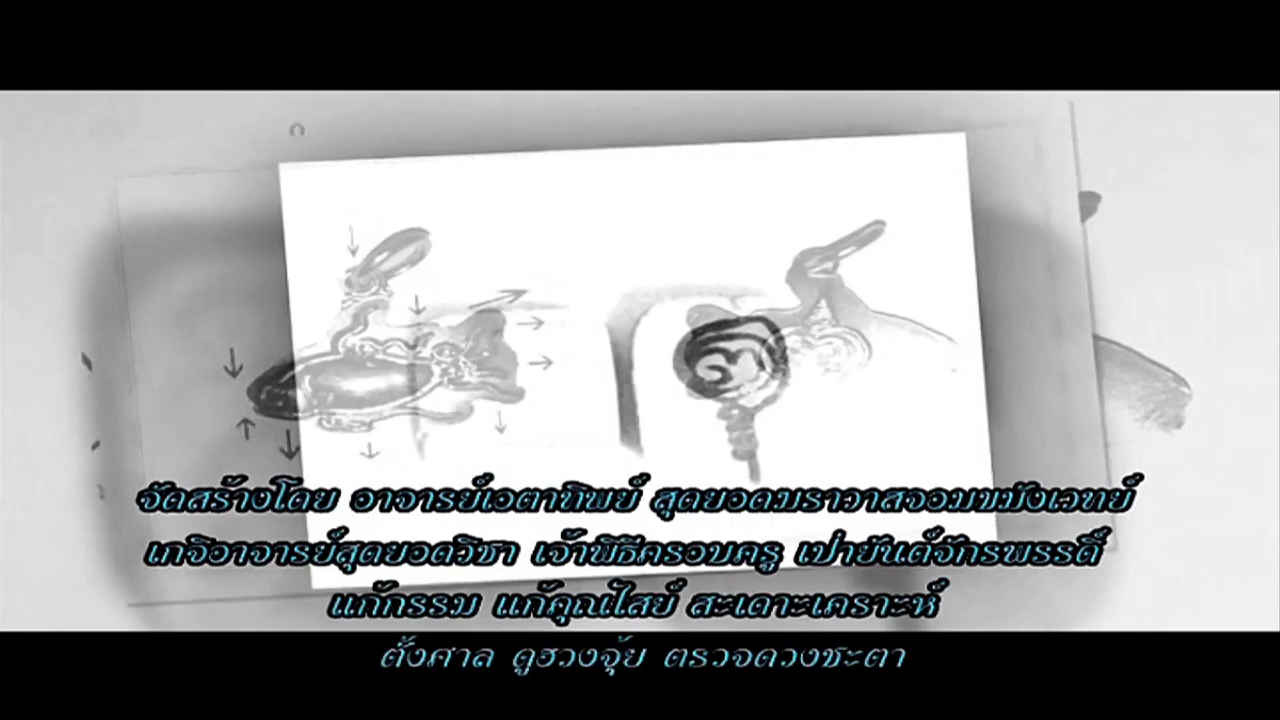 จัดสร้างโดย อาจารย์เอตาทิพย์ สุดยอดมราวาสจอมขมังเวทย์
เกจิอาจารย์สุดยอดวิชา เจ้าพิธีครอบครู เป่ายันต์จักรพรรดิ์
แก้กรรม แก้คุณไสย์ สะเดาะเคราะห์
ตั้งศาล ดูฮวงจุ้ย ตรวจดวงชะตา